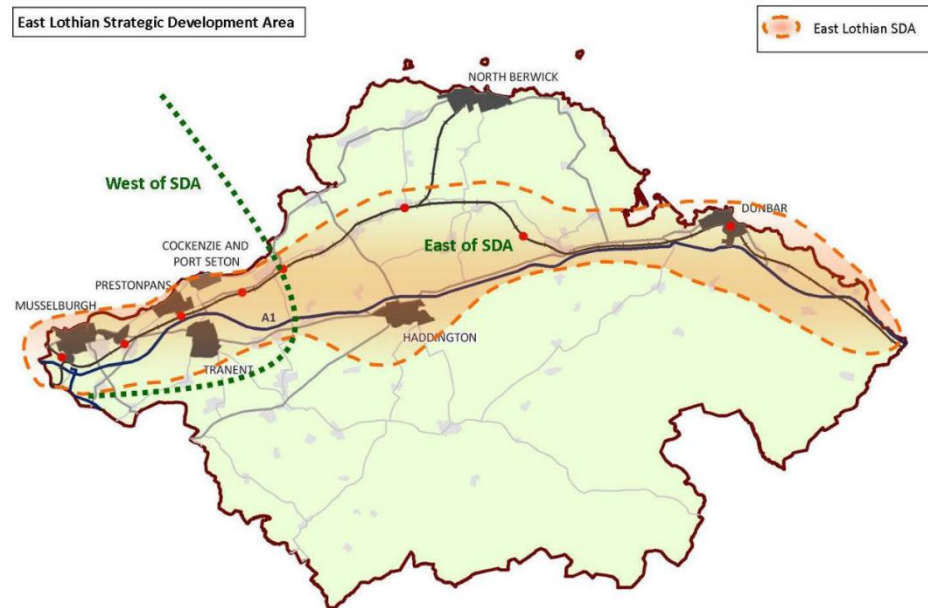 East Lothian Strategic Development Area
East Lothian SDA
NORTH BERWICK
West of SDA
DUNBAR
COCKENZIE AND
PORT SETON
East of SDA
PRESTONPANS
MUSSELBURGH
A1
HADDINGTON
TRANENT